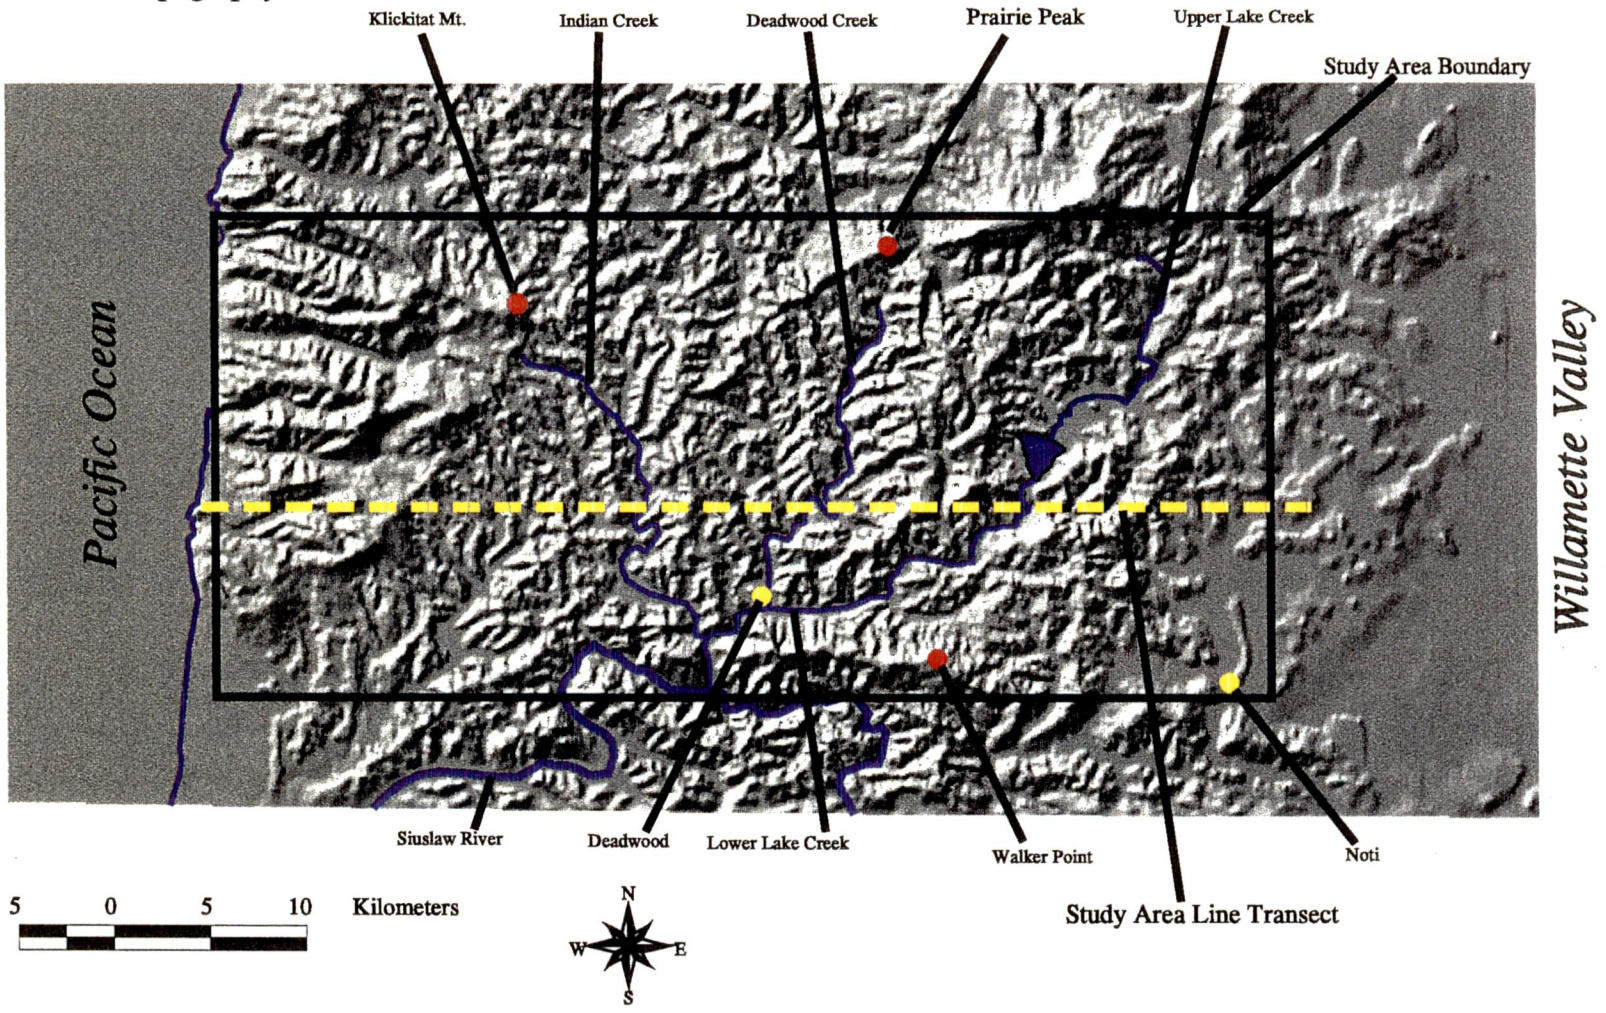 Klickitat Mt.
Indian Creek
Deadwood Creek
Prairie Peak
Upper Lake Creek
Study Area Boundary
Pacific Ocean
Willamette Valley
Siuslaw River
Deadwood
Lower Lake Creek
Walker Point
Noti
Study Area Line Transect
5 0 5 10 Kilometers
N
W E
S